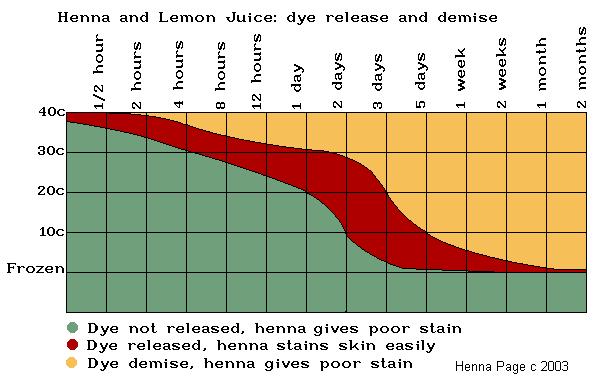 Henna and Lemon Juice: dye release and demise
1/2 hour
2 hours
4 hours
8 hours
12 hours
1 day
2 days
3 days
5 days
1 week
2 weeks
1 month
2 months
40c
30c
20c
10c
Frozen
Dye not released, henna gives poor stain
Dye released, henna stains skin easily
Dye demise, henna gives poor stain
Henna Page c 2003